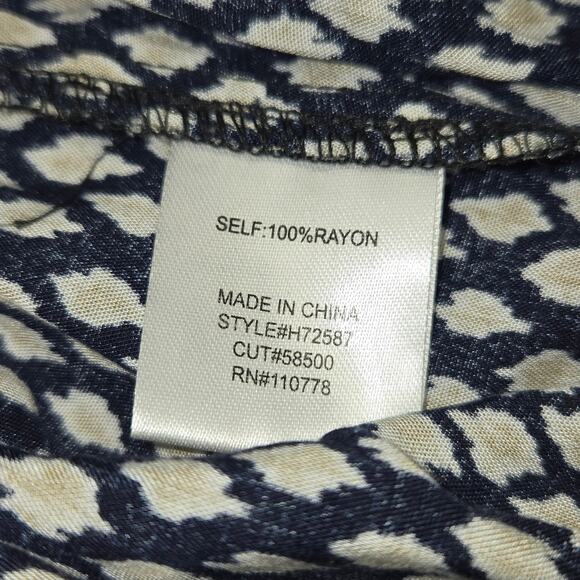 SELF:100%RAYON
MADE IN CHINA
STYLE#H72587
CUT#58500
RN#110778